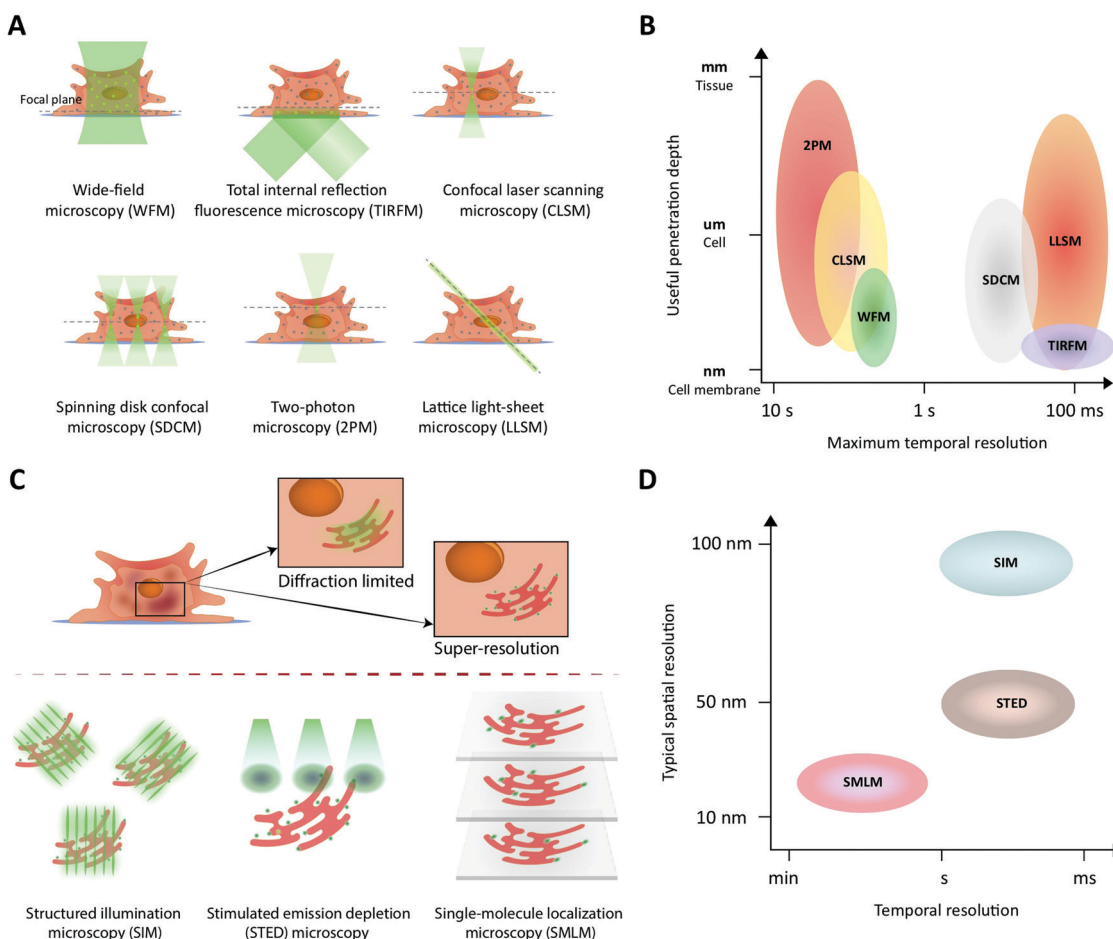 A
Focal plane
Wide-field
microscopy (WFM)
Total internal reflection
fluorescence microscopy (TIRFM)
Confocal laser scanning
microscopy (CLSM)
Spinning disk confocal
microscopy (SDCM)
Two-photon
microscopy (2PM)
Lattice light-sheet
microscopy (LLSM)
B
Useful penetration depth
mm
Tissue
um
Cell
nm
Cell membrane
2PM
CLSM
WFM
SDCM
LLSM
TIRFM
10 s
1 s
100 ms
Maximum temporal resolution
C
Diffraction limited
Super-resolution
Structured illumination
microscopy (SIM)
Stimulated emission depletion
(STED) microscopy
Single-molecule localization
microscopy (SMLM)
D
Typical spatial resolution
100 nm
50 nm
10 nm
SIM
STED
SMLM
min
s
ms
Temporal resolution